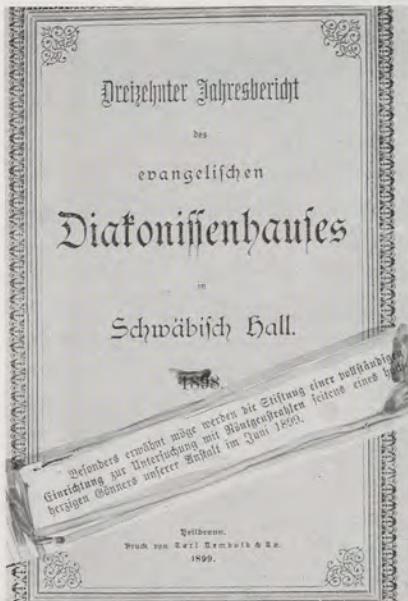 Dreizehnter Jahresbericht
des
evangelischen
Diakonissenhauses
in
Schwäbisch Hall.
1898.
Besonders erwähnt möge werden die Stiftung einer vollständigen
Einrichtung zur Untersuchung mit Röntgenstrahlen seitens eines hoch-
herzigen Gönners unserer Anstalt im Juni 1899.
Heilbronn.
Druck von Carl Rembold & Co.
1899.